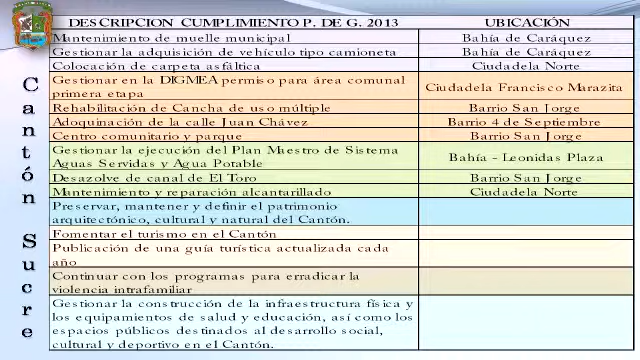 DESCRIPCION CUMPLIMIENTO P. DE G. 2013 UBICACIÓN
Mantenimiento de muelle municipal Bahía de Caráquez
Gestionar la adquisición de vehículo tipo camioneta Bahía de Caráquez
Colocación de carpeta asfáltica Ciudadela Norte
Gestionar en la DIGMEA permiso para área comunal
primera etapa
Ciudadela Francisco Marazita
Rehabilitación de Cancha de uso múltiple Barrio San Jorge
Adoquinación de la calle Juan Chávez Barrio 4 de Septiembre
Centro comunitario y parque Barrio San Jorge
Gestionar la ejecución del Plan Maestro de Sistema
Aguas Servidas y Agua Potable
Bahía - Leonidas Plaza
Desazolve de canal de El Toro Barrio San Jorge
Mantenimiento y reparación alcantarillado Ciudadela Norte
Preservar, mantener y definir el patrimonio
arquitectónico, cultural y natural del Cantón.
Fomentar el turismo en el Cantón
Publicación de una guía turística actualizada cada
año
Continuar con los programas para erradicar la
violencia intrafamiliar
Gestionar la construcción de la infraestructura física y
los equipamientos de salud y educación, así como los
espacios públicos destinados al desarrollo social,
cultural y deportivo en el Cantón.
Cantón Sucre